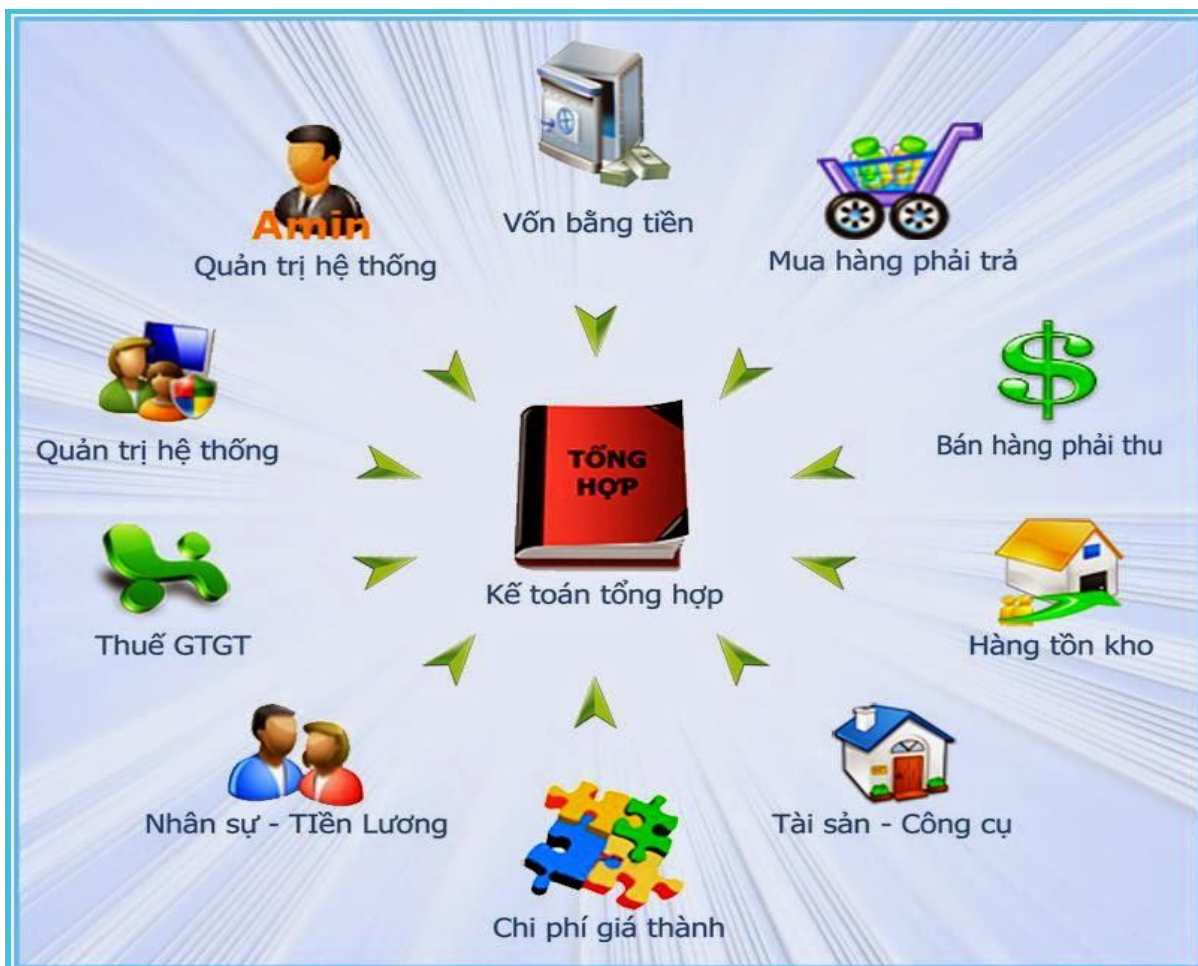 Vốn bằng tiền
Amin
Quản trị hệ thống
Mua hàng phải trả
Quản trị hệ thống
Bán hàng phải thu
TỔNG
HỢP
Kế toán tổng hợp
Thuế GTGT
Hàng tồn kho
Nhân sự - TIền Lương
Tài sản - Công cụ
Chi phí giá thành